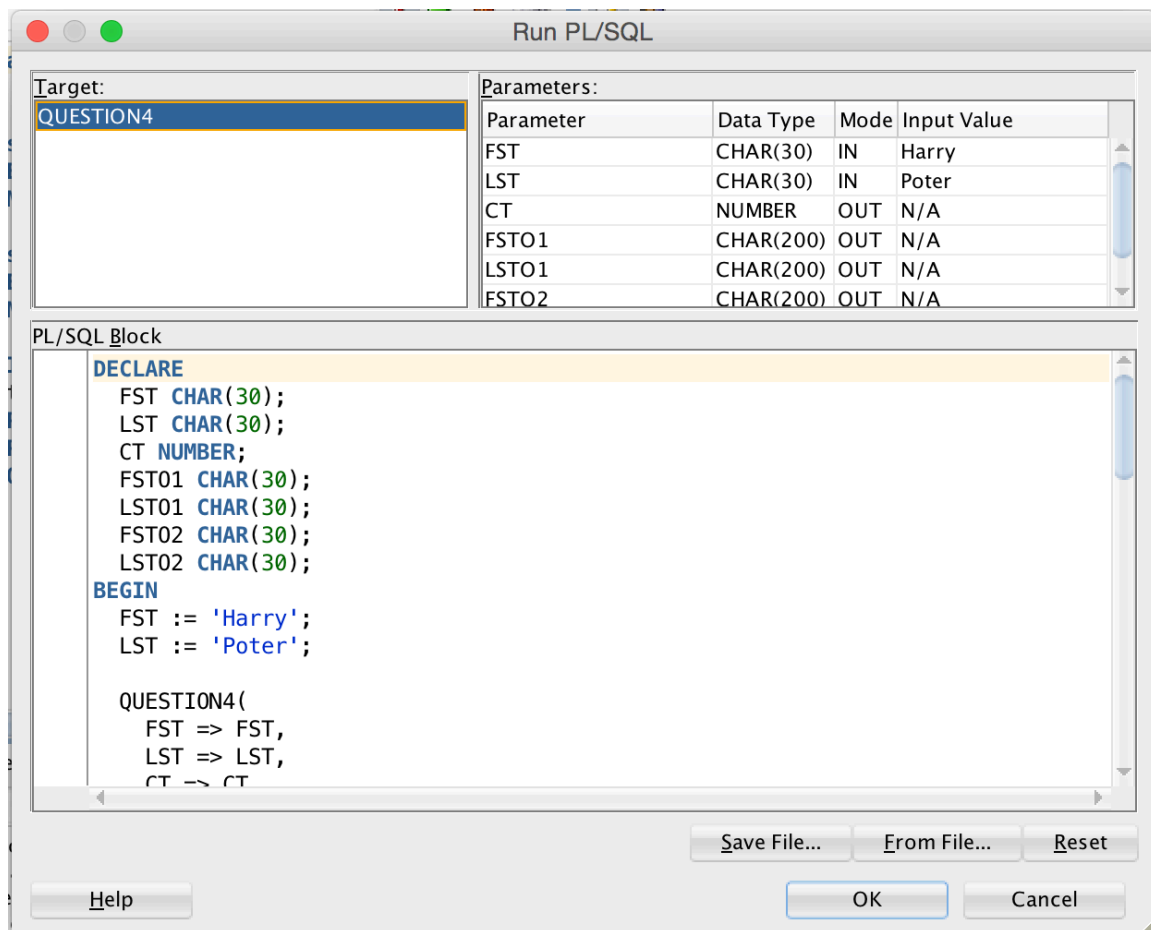 Run PL/SQL
Target:
QUESTION4
Parameters:
Parameter Data Type Mode Input Value
FST CHAR(30) IN Harry
LST CHAR(30) IN Poter
CT NUMBER OUT N/A
FSTO1 CHAR(200) OUT N/A
LSTO1 CHAR(200) OUT N/A
FSTO2 CHAR(200) OUT N/A
PL/SQL Block
DECLARE
FST CHAR(30);
LST CHAR(30);
CT NUMBER;
FSTO1 CHAR(30);
LSTO1 CHAR(30);
FSTO2 CHAR(30);
LSTO2 CHAR(30);
BEGIN
FST := 'Harry';
LST := 'Poter';
QUESTION4(
FST => FST,
LST => LST,
CT => CT
Save File... From File... Reset
Help OK Cancel